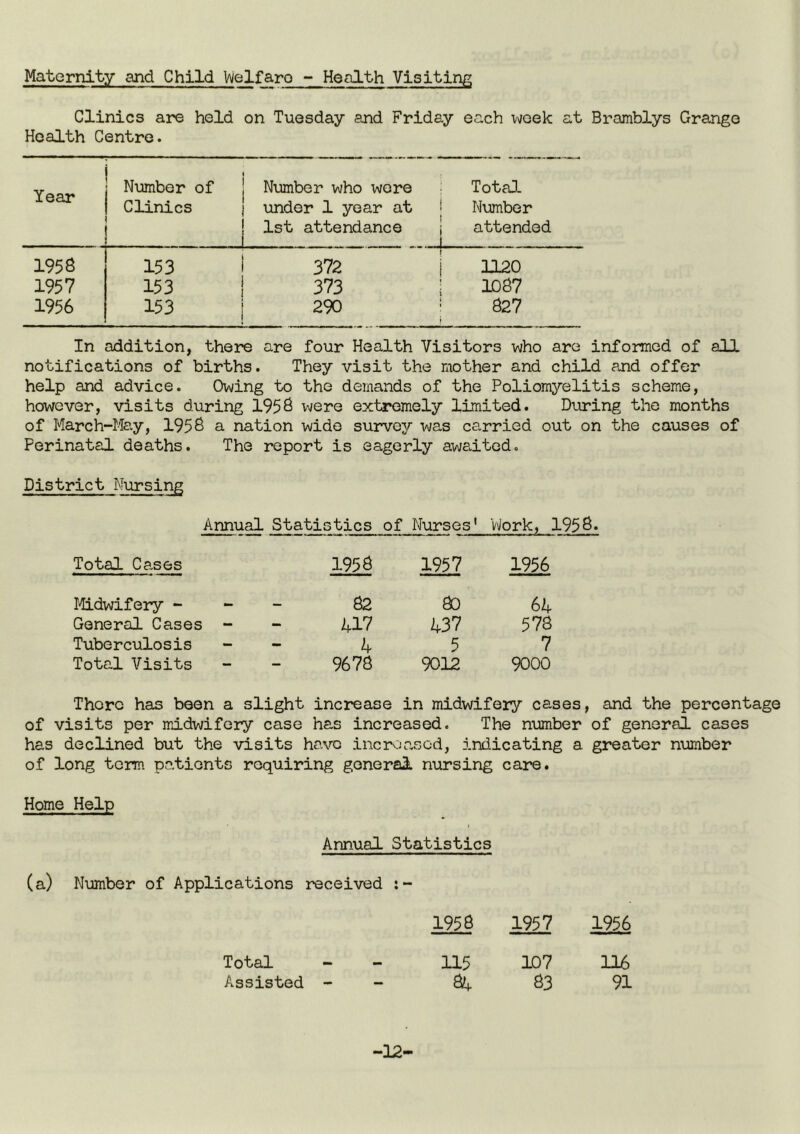 Maternity and Child Welfare - Health Visiting
Clinics are held on Tuesday and Friday each week at Bramblys Grange
Health Centre.
Year
Number of
Clinics
Number who were
under 1 year at
1st attendance
Total
Number
attended
1958 153 372 1120
1957 153 373 1087
1956 153 290 827
In addition, there are four Health Visitors who are informed of all
notifications of births. They visit the mother and child and offer
help and advice. Owing to the demands of the Poliomyelitis scheme,
however, visits during 1958 were extremely limited. During the months
of March-May, 1958 a nation wide survey was carried out on the causes of
Perinatal deaths. The report is eagerly awaited.
District Nursing
Annual Statistics of Nurses' Work, 1958.
Total Cases 1958 1957 1956
Midwifery - - - 82 80 64
General Cases - - 417 437 578
Tuberculosis - - 4 5 7
Total Visits - - 9678 9012 9000
There has been a slight increase in midwifery cases, and the percentage
of visits per midwifery case has increased. The number of general cases
has declined but the visits have increased, indicating a greater number
of long term patients requiring general nursing care.
Home Help
Annual Statistics
(a) Number of Applications received :-
1958 1957 1956
Total - - 115 107 116
Assisted - - 84 83 91
-12-